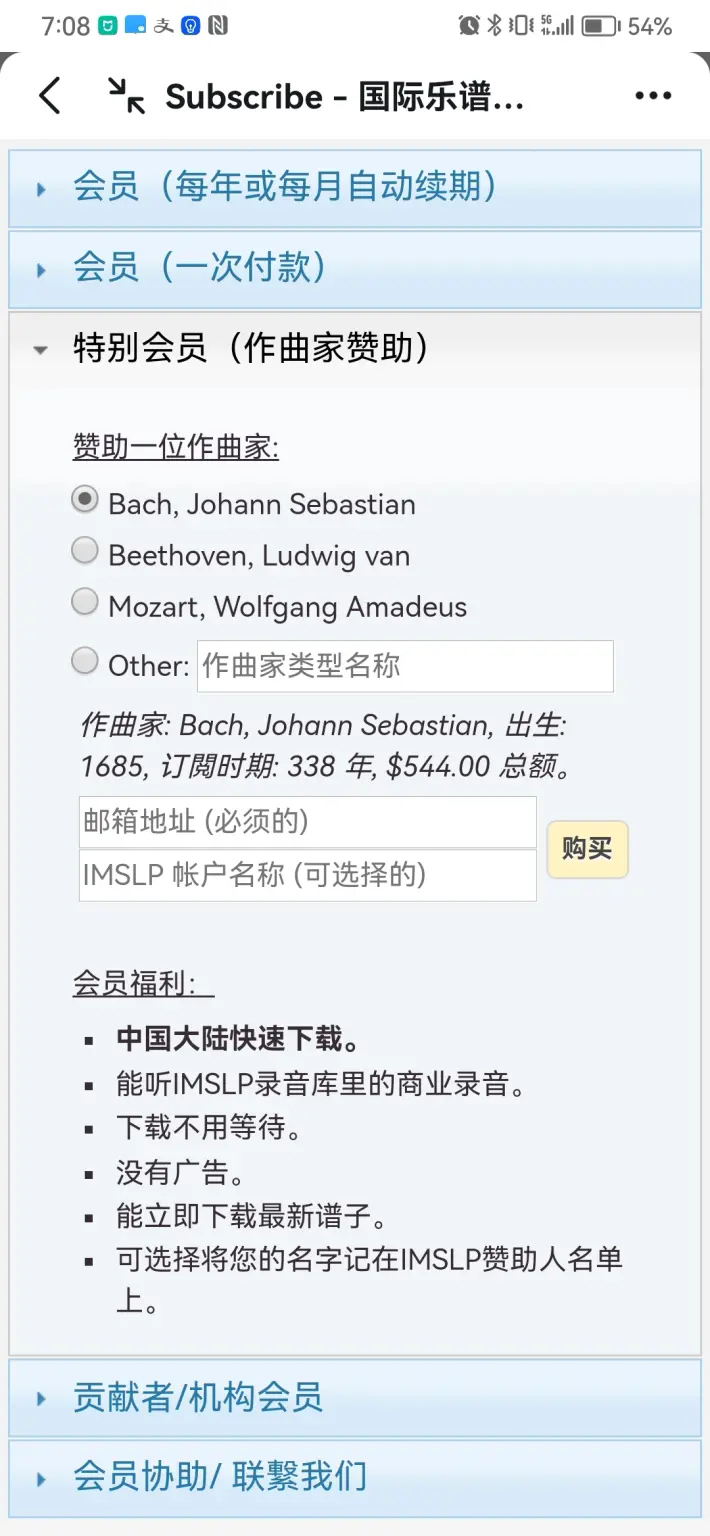 7:08
5G
54%
Subscribe - 国际乐谱...
会员（每年或每月自动续期）
会员（一次付款）
特别会员（作曲家赞助）
赞助一位作曲家:
Bach, Johann Sebastian
Beethoven, Ludwig van
Mozart, Wolfgang Amadeus
Other: 作曲家类型名称
作曲家: Bach, Johann Sebastian, 出生:
1685, 订閲时期: 338 年, $544.00 总额。
邮箱地址 (必须的)
购买
IMSLP 帐户名称 (可选择的)
会员福利：
中国大陆快速下载。
能听IMSLP录音库里的商业录音。
下载不用等待。
没有广告。
能立即下载最新谱子。
可选择将您的名字记在IMSLP赞助人名单
上。
贡献者/机构会员
会员协助/ 联繫我们